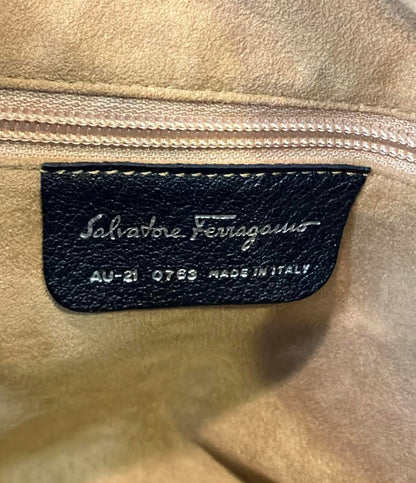 Salvatore Ferragamo
AU-21 0763 MADE IN ITALY